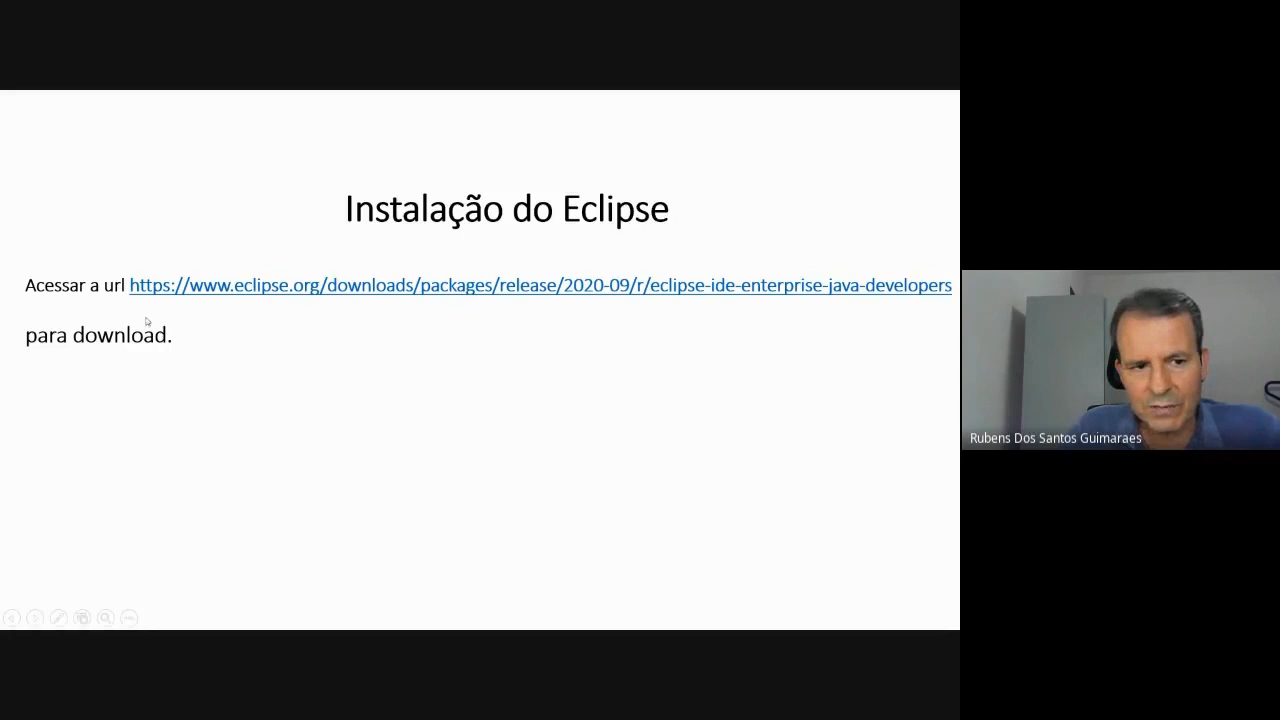 Instalação do Eclipse
Acessar a url https://www.eclipse.org/downloads/packages/release/2020-09/r/eclipse-ide-enterprise-java-developers
para download.
Rubens Dos Santos Guimaraes